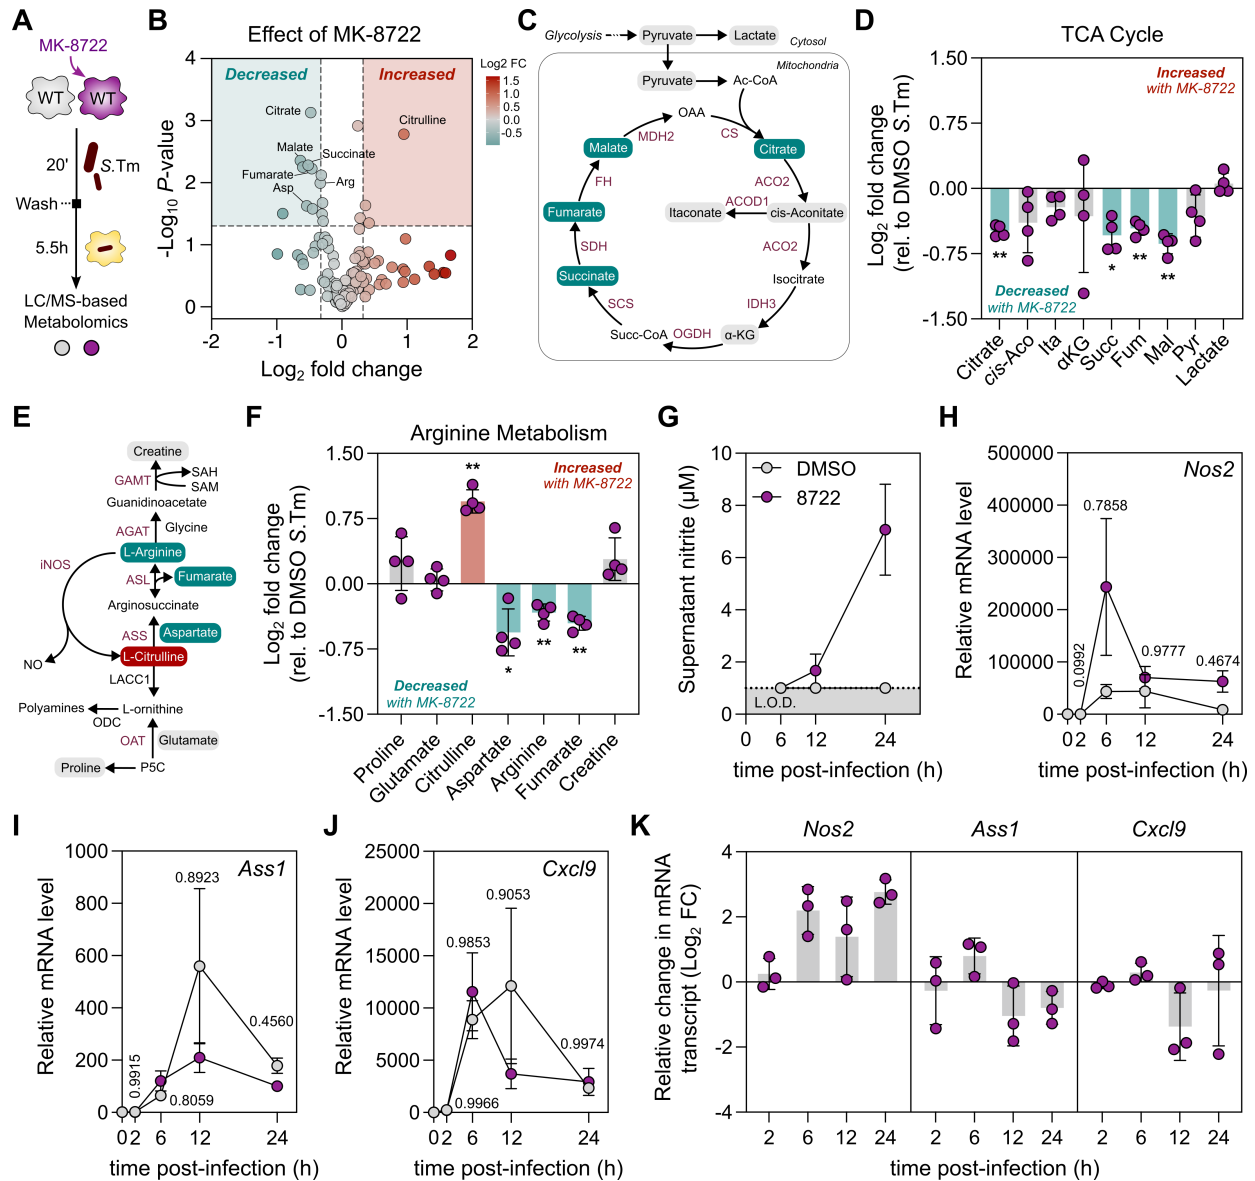 A
MK-8722
WT
WT
20'
S.Tm
Wash
5.5h
LC/MS-based
Metabolomics
B
Effect of MK-8722
Decreased
Increased
Log2 FC
1.5
1.0
0.5
0.0
-0.5
Citrate
Citrulline
Malate
Succinate
Fumarate
Asp
Arg
-Log10 P-value
4
3
2
1
0
-2
-1
0
1
2
Log2 fold change
C
Glycolysis
Pyruvate
Lactate
Cytosol
Mitochondria
Pyruvate
Ac-CoA
OAA
MDH2
CS
Malate
Citrate
FH
ACO2
ACOD1
Fumarate
Itaconate
cis-Aconitate
SDH
ACO2
Succinate
Isocitrate
SCS
IDH3
Succ-CoA
OGDH
α-KG
D
TCA Cycle
Increased
with MK-8722
Log2 fold change
(rel. to DMSO S.Tm)
1.50
0.75
0.00
-0.75
-1.50
**
*
**
**
Decreased
with MK-8722
Citrate
cis-Aco
Ita
αKG
Succ
Fum
Mal
Pyr
Lactate
E
Creatine
SAH
GAMT
SAM
Guanidinoacetate
AGAT
Glycine
iNOS
L-Arginine
ASL
Fumarate
Arginosuccinate
ASS
Aspartate
L-Citrulline
NO
LACC1
Polyamines
L-ornithine
ODC
OAT
Glutamate
Proline
P5C
F
Arginine Metabolism
Increased
with MK-8722
Log2 fold change
(rel. to DMSO S.Tm)
1.50
0.75
0.00
-0.75
-1.50
**
*
**
**
Decreased
with MK-8722
Proline
Glutamate
Citrulline
Aspartate
Arginine
Fumarate
Creatine
G
DMSO
8722
Supernatant nitrite (µM)
10
8
6
4
2
0
L.O.D.
0
6
12
24
time post-infection (h)
H
Nos2
Relative mRNA level
500000
400000
300000
200000
100000
0
0.0992
0.7858
0.9777
0.4674
0
2
6
12
24
time post-infection (h)
I
Ass1
Relative mRNA level
1000
800
600
400
200
0
0.9915
0.8059
0.8923
0.4560
0
2
6
12
24
time post-infection (h)
J
Cxcl9
Relative mRNA level
25000
20000
15000
10000
5000
0
0.9966
0.9853
0.9053
0.9974
0
2
6
12
24
time post-infection (h)
K
Nos2
Ass1
Cxcl9
Relative change in mRNA
transcript (Log2 FC)
4
2
0
-2
-4
2
6
12
24
2
6
12
24
2
6
12
24
time post-infection (h)